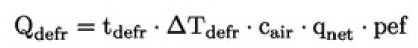 Q_defr = t_defr · ΔT_defr · c_air · q_net · pef